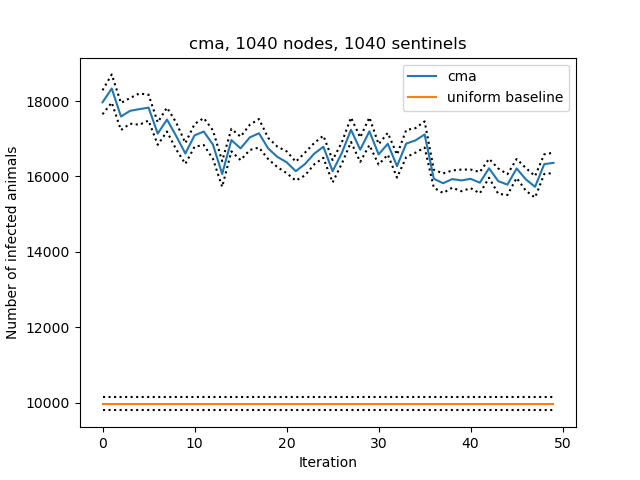 cma, 1040 nodes, 1040 sentinels
cma
uniform baseline
Number of infected animals
18000
16000
14000
12000
10000
0 10 20 30 40 50
Iteration